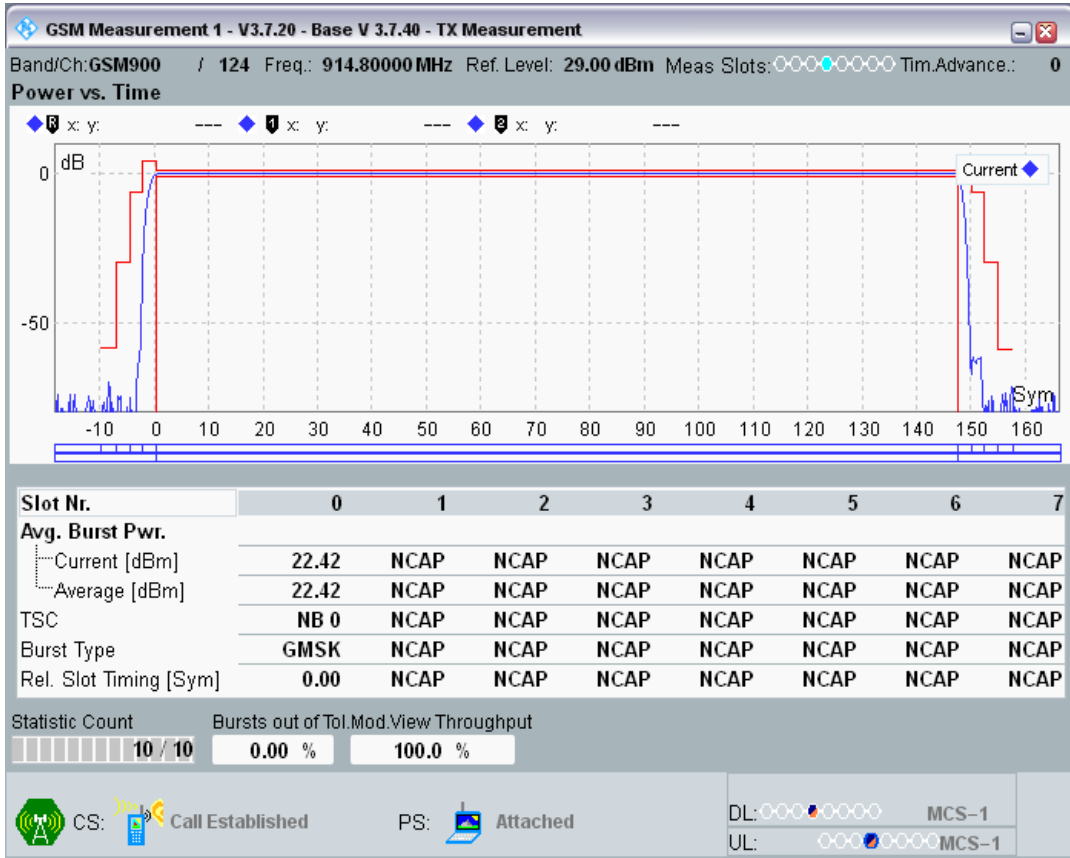 GSM Measurement 1 - V3.7.20 - Base V 3.7.40 - TX Measurement
Band/Ch:GSM900 / 124 Freq.: 914.80000 MHz Ref. Level: 29.00 dBm Meas Slots: Tim.Advance.: 0
Power vs. Time
R x: y: --- 1 x: y: --- 2 x: y: ---
dB
Current
0
-50
Sym
-10 0 10 20 30 40 50 60 70 80 90 100 110 120 130 140 150 160
Slot Nr. 0 1 2 3 4 5 6 7
Avg. Burst Pwr.
Current [dBm] 22.42 NCAP NCAP NCAP NCAP NCAP NCAP NCAP
Average [dBm] 22.42 NCAP NCAP NCAP NCAP NCAP NCAP NCAP
TSC NB 0 NCAP NCAP NCAP NCAP NCAP NCAP NCAP
Burst Type GMSK NCAP NCAP NCAP NCAP NCAP NCAP NCAP
Rel. Slot Timing [Sym] 0.00 NCAP NCAP NCAP NCAP NCAP NCAP NCAP
Statistic Count Bursts out of Tol.Mod.View Throughput
10 / 10 0.00 % 100.0 %
CS: Call Established PS: Attached
DL: MCS-1
UL: MCS-1